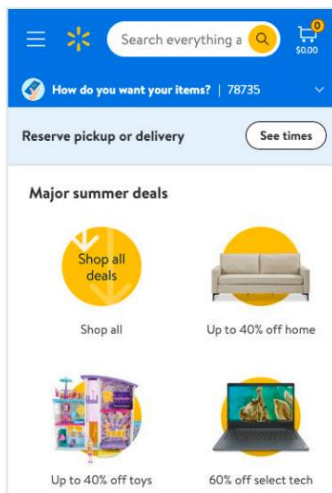 Search everything a
0
$0.00
How do you want your items? | 78735
Reserve pickup or delivery
See times
Major summer deals
Shop all
deals
Shop all
Up to 40% off home
Up to 40% off toys
60% off select tech